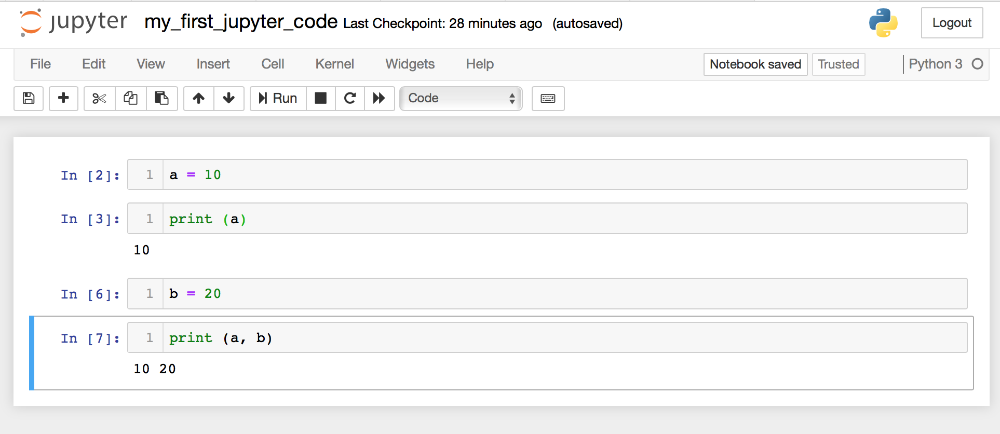 jupyter my_first_jupyter_code Last Checkpoint: 28 minutes ago (autosaved)
Logout
File Edit View Insert Cell Kernel Widgets Help
Notebook saved Trusted Python 3
Run Code
In [2]: 1 a = 10
In [3]: 1 print (a)
10
In [6]: 1 b = 20
In [7]: 1 print (a, b)
10 20